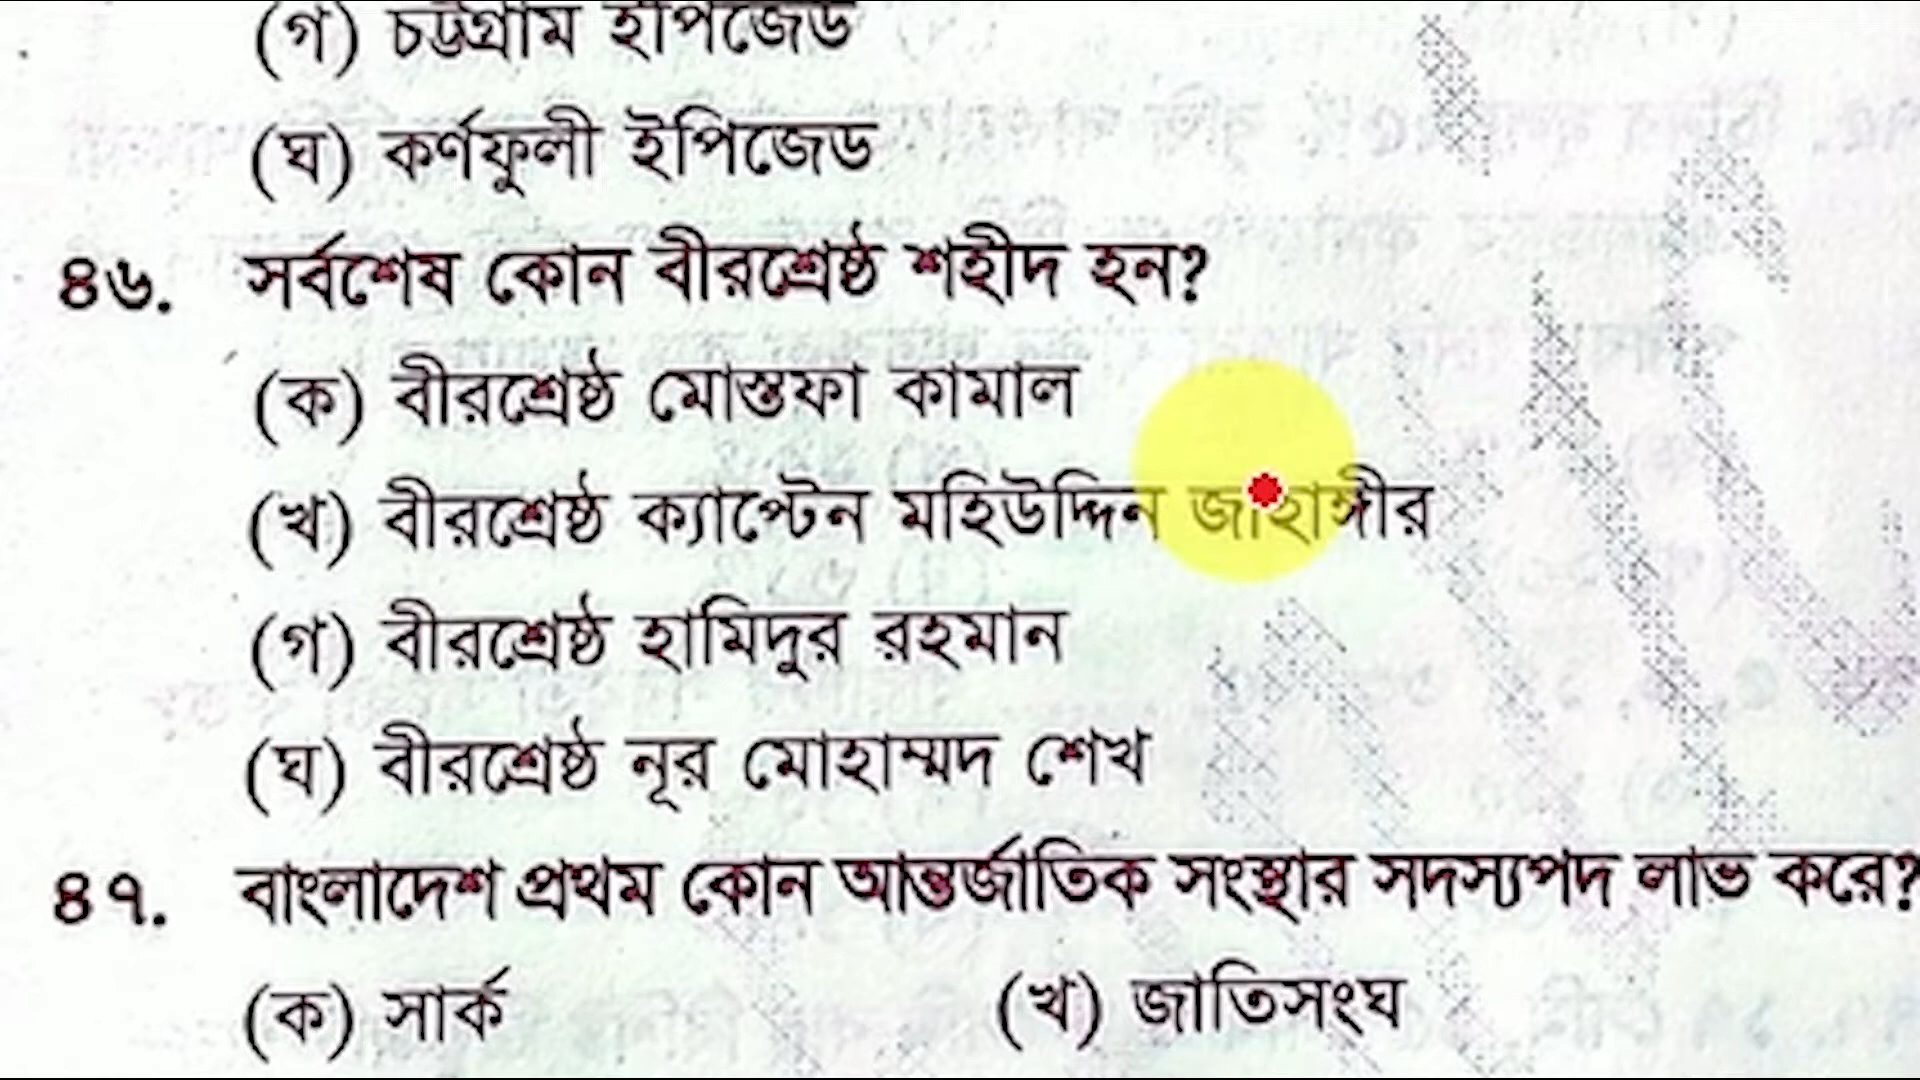 (গ) চট্টগ্রাম ইপিজেড
(ঘ) কর্ণফুলী ইপিজেড
৪৬. সর্বশেষ কোন বীরশ্রেষ্ঠ শহীদ হন?
(ক) বীরশ্রেষ্ঠ মোস্তফা কামাল
(খ) বীরশ্রেষ্ঠ ক্যাপ্টেন মহিউদ্দিন জাহাঙ্গীর
(গ) বীরশ্রেষ্ঠ হামিদুর রহমান
(ঘ) বীরশ্রেষ্ঠ নূর মোহাম্মদ শেখ
৪৭. বাংলাদেশ প্রথম কোন আন্তর্জাতিক সংস্থার সদস্যপদ লাভ করে?
(ক) সার্ক (খ) জাতিসংঘ